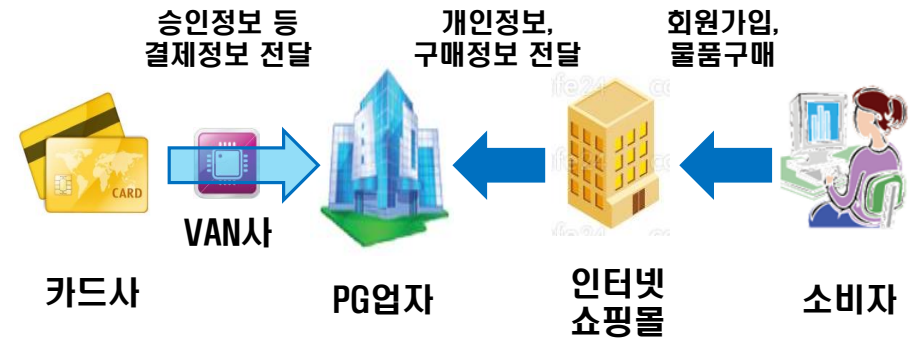 승인정보 등
결제정보 전달
개인정보,
구매정보 전달
회원가입,
물품구매
CARD
VAN사
카드사
PG업자
인터넷
쇼핑몰
소비자